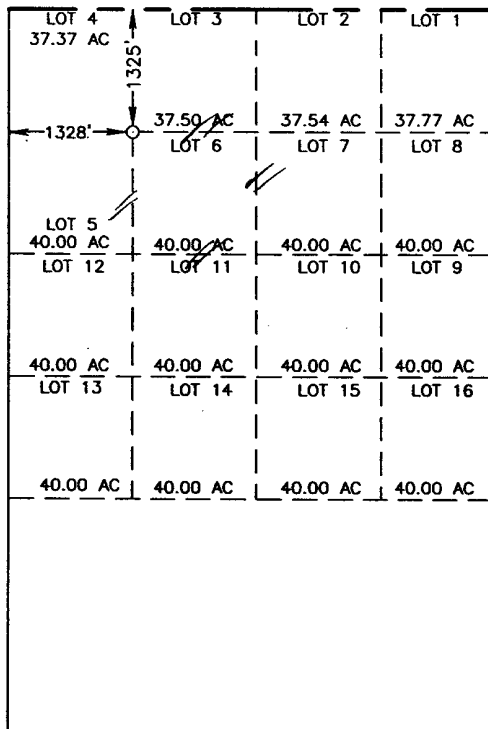 LOT 4 LOT 3 LOT 2 LOT 1
37.37 AC
1325'
1328'
37.50 AC 37.54 AC 37.77 AC
LOT 6 LOT 7 LOT 8
LOT 5
40.00 AC 40.00 AC 40.00 AC 40.00 AC
LOT 12 LOT 11 LOT 10 LOT 9
40.00 AC 40.00 AC 40.00 AC 40.00 AC
LOT 13 LOT 14 LOT 15 LOT 16
40.00 AC 40.00 AC 40.00 AC 40.00 AC